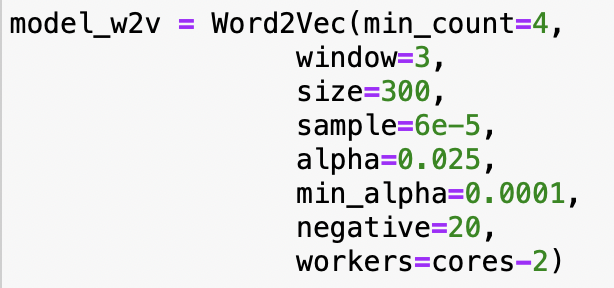 model_w2v = Word2Vec(min_count=4,
window=3,
size=300,
sample=6e-5,
alpha=0.025,
min_alpha=0.0001,
negative=20,
workers=cores-2)